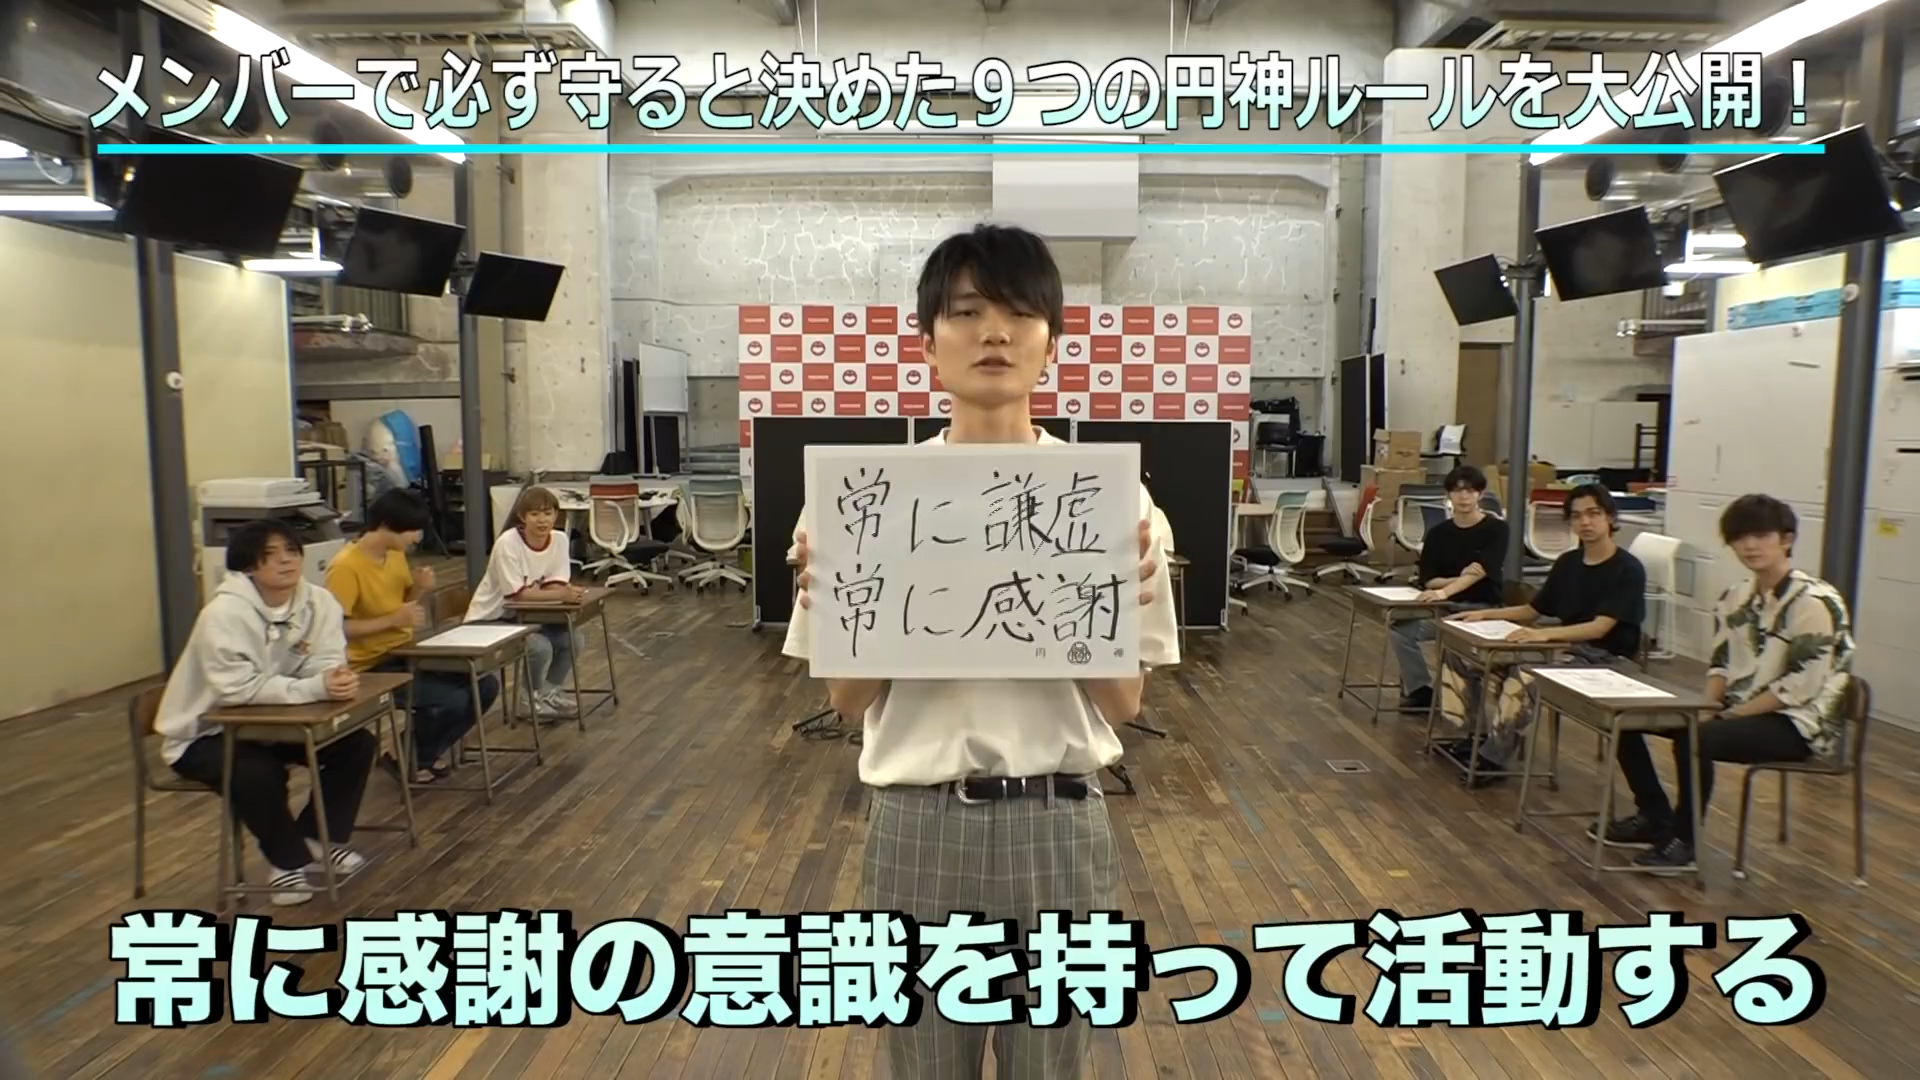 メンバーで必ず守ると決めた９つの円神ルールを大公開！
常に謙虚
常に感謝
円 神
常に感謝の意識を持って活動する